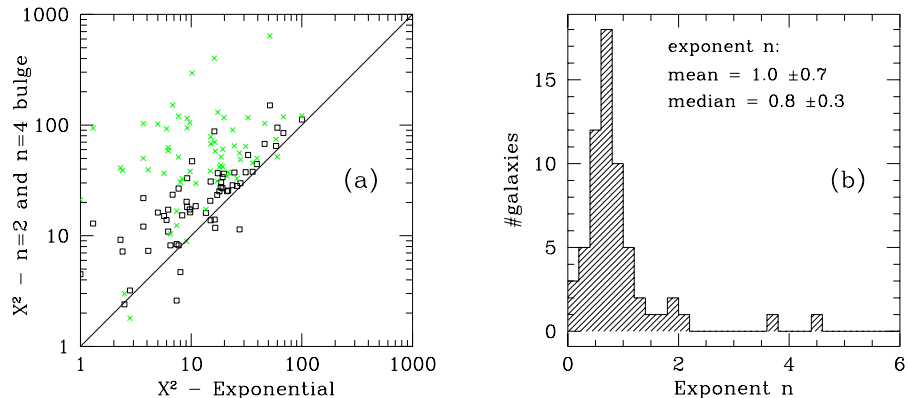 1000
100
10
1
X² − n=2 and n=4 bulge
(a)
1 10 100 1000
X² − Exponential
15
10
5
0
#galaxies
exponent n:
mean = 1.0 ±0.7
median = 0.8 ±0.3
(b)
0 2 4 6
Exponent n